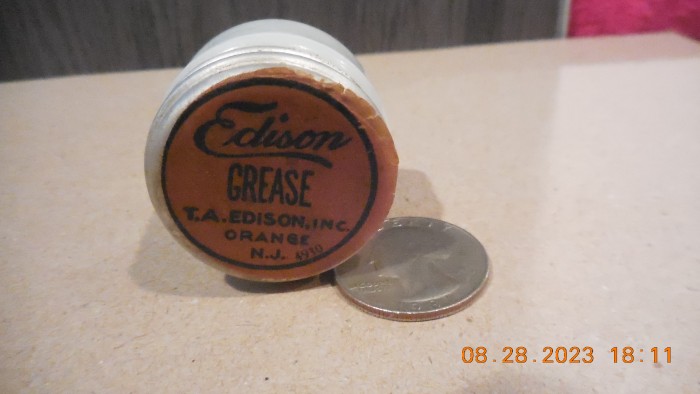 Edison
GREASE
T.A. EDISON, INC.
ORANGE
N.J.
08.28.2023 18:11